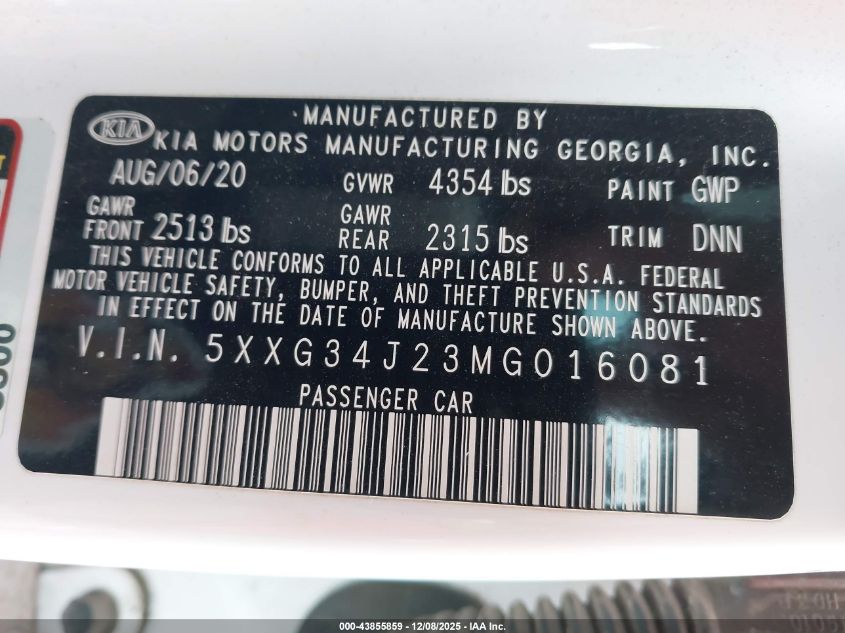 MANUFACTURED BY
KIA KIA MOTORS MANUFACTURING GEORGIA, INC.
AUG/06/20 GVWR 4354 lbs PAINT GWP
GAWR FRONT 2513 lbs GAWR REAR 2315 lbs TRIM DNN
THIS VEHICLE CONFORMS TO ALL APPLICABLE U.S.A. FEDERAL
MOTOR VEHICLE SAFETY, BUMPER, AND THEFT PREVENTION STANDARDS
IN EFFECT ON THE DATE OF MANUFACTURE SHOWN ABOVE.
V.I.N. 5XXG34J23MG016081
PASSENGER CAR
000-43855859 - 12/08/2025 - IAA Inc.